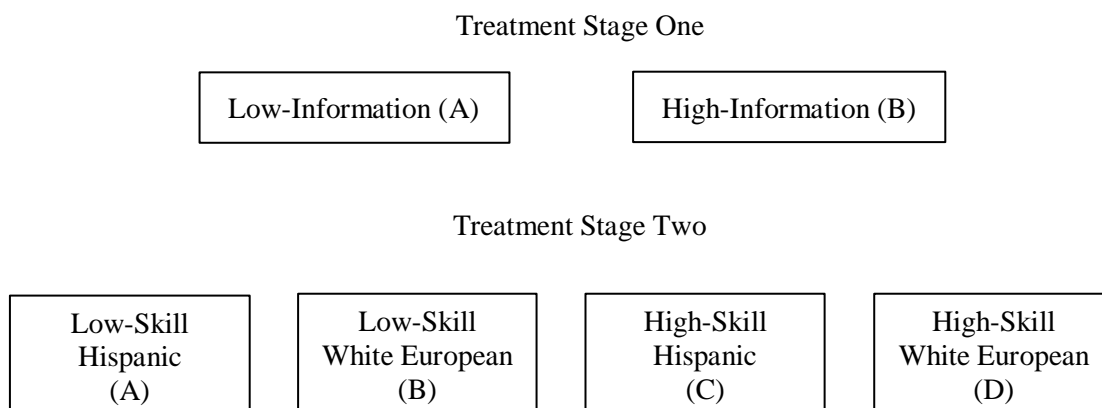 Treatment Stage One
Low-Information (A)
High-Information (B)
Treatment Stage Two
Low-Skill
Hispanic
(A)
Low-Skill
White European
(B)
High-Skill
Hispanic
(C)
High-Skill
White European
(D)